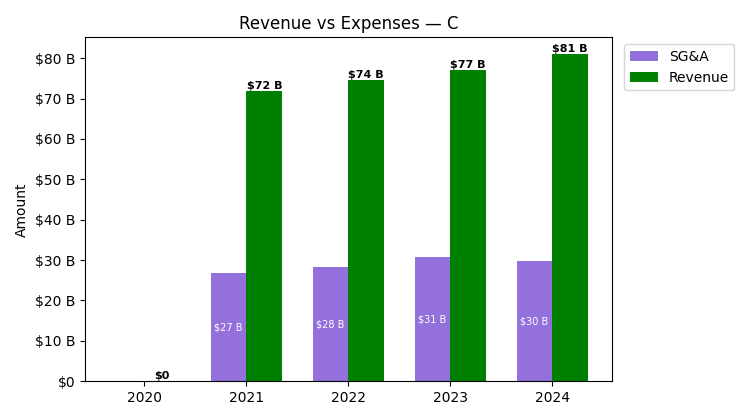 Revenue vs Expenses — C
SG&A
Revenue
Amount
$80 B
$70 B
$60 B
$50 B
$40 B
$30 B
$20 B
$10 B
$0
$0
$72 B
$74 B
$77 B
$81 B
$27 B
$28 B
$31 B
$30 B
2020
2021
2022
2023
2024